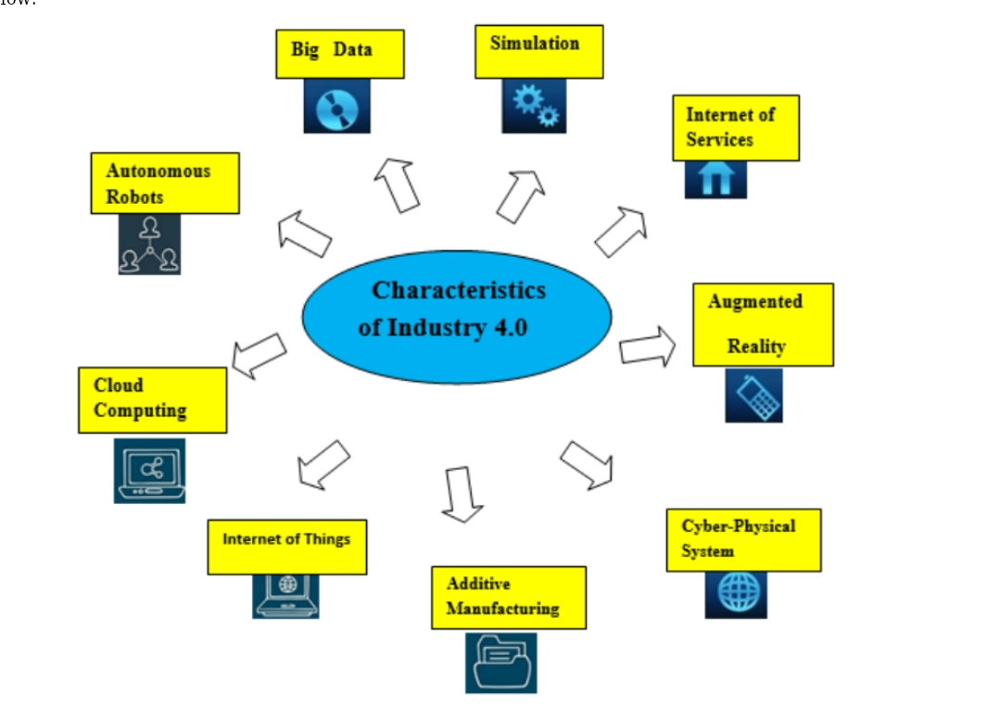 Big Data
Simulation
Internet of
Services
Autonomous
Robots
Characteristics
of Industry 4.0
Augmented
Reality
Cloud
Computing
Internet of Things
Cyber-Physical
System
Additive
Manufacturing